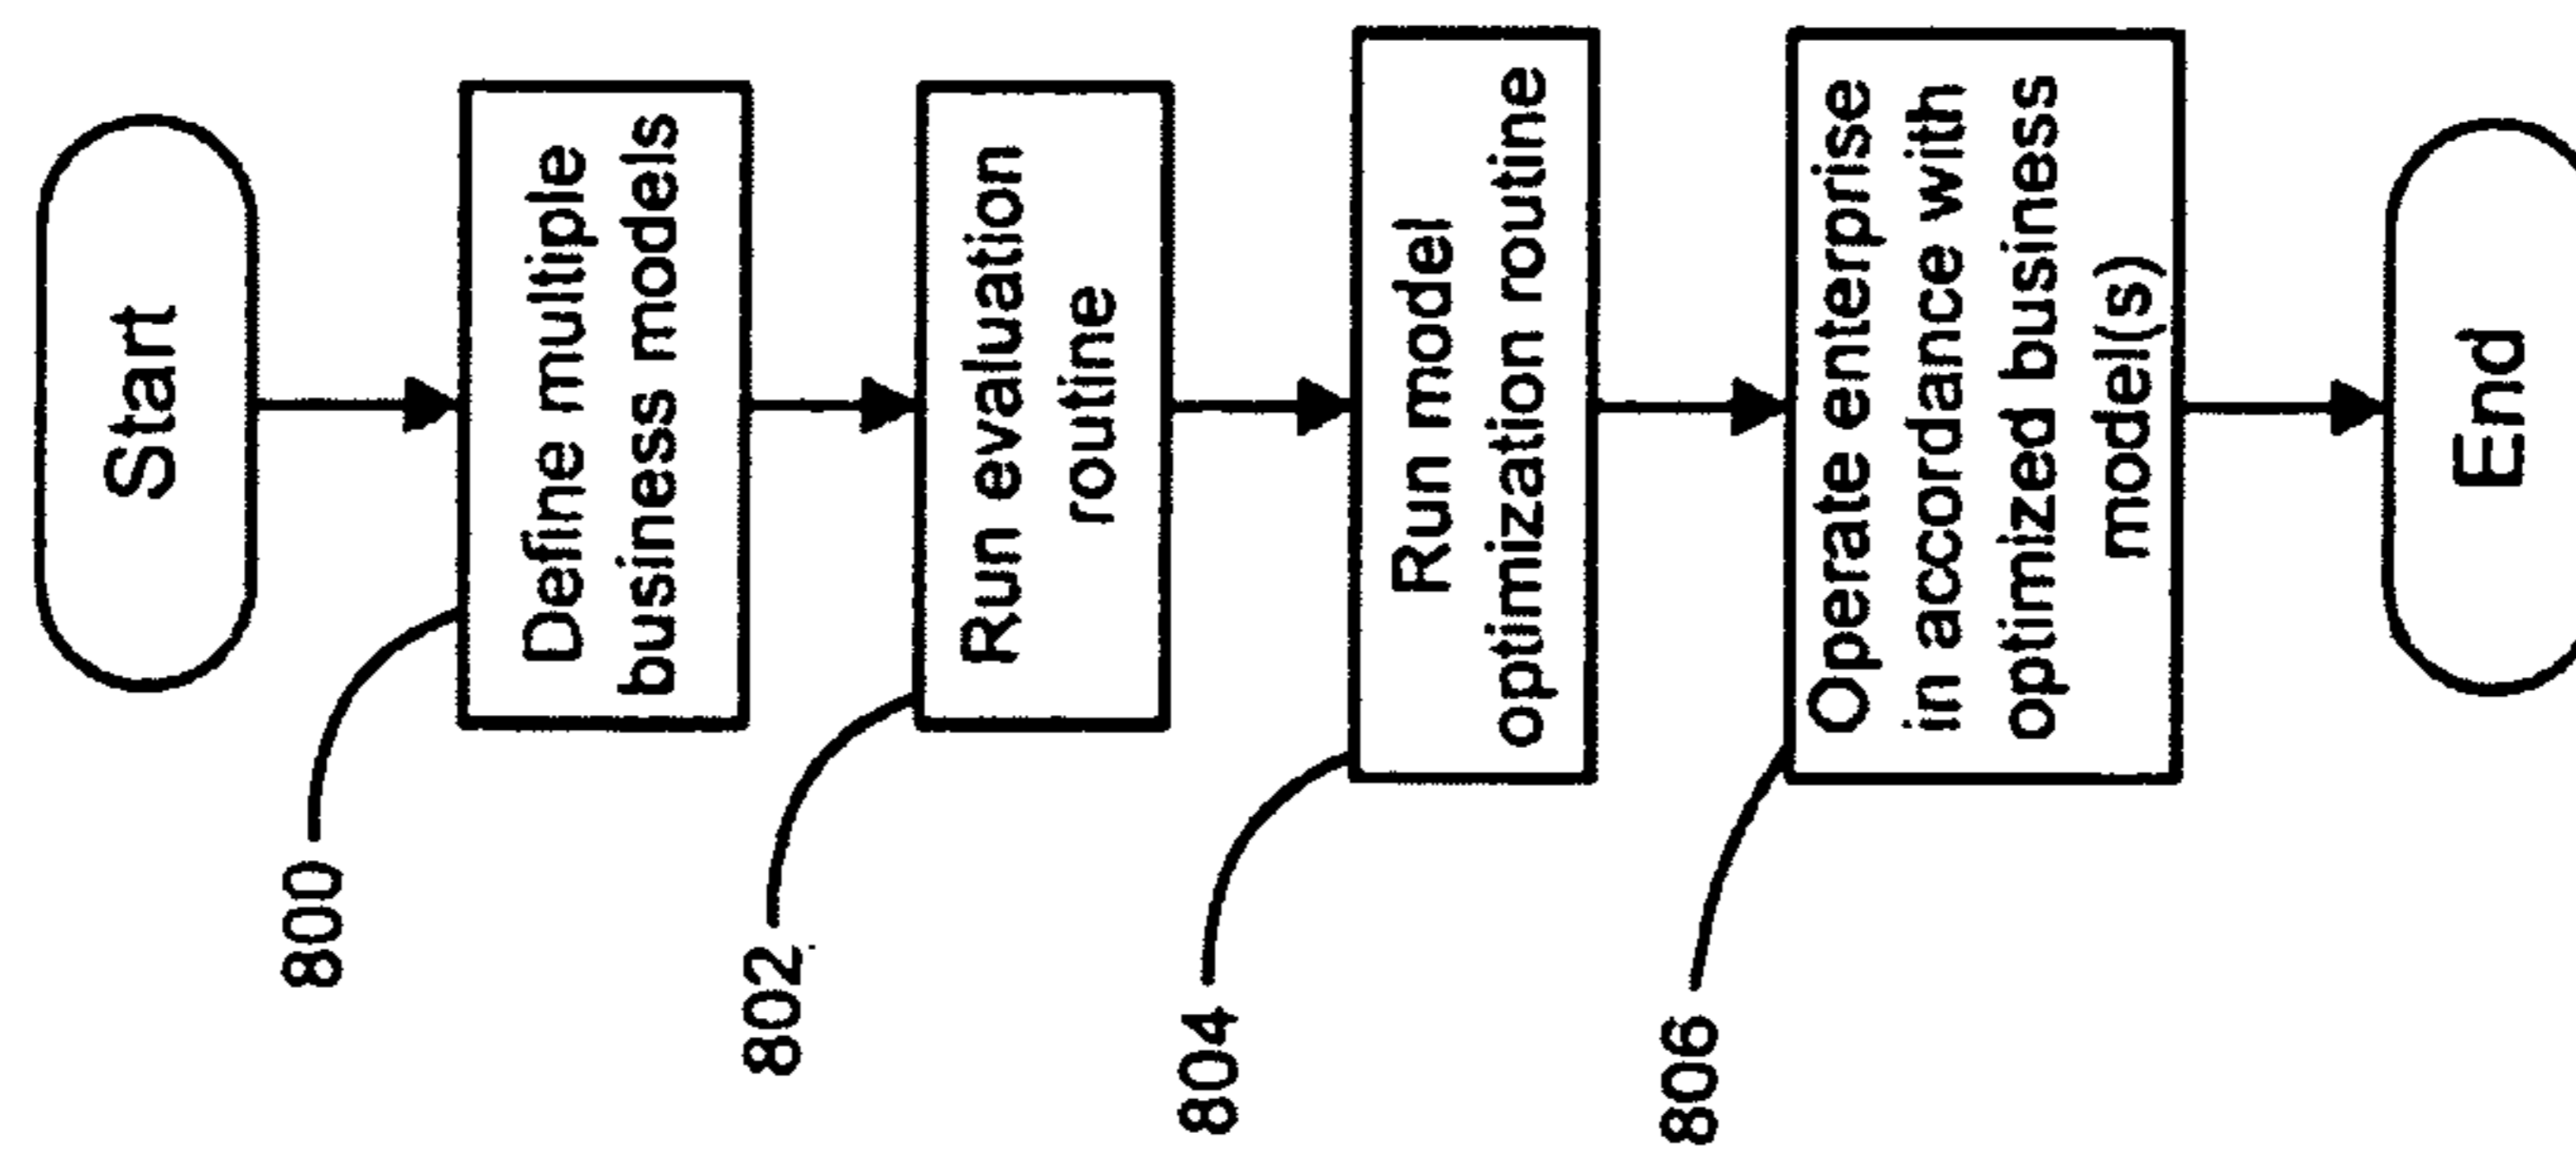 Start
800
Define multiple
business models
802
Run evaluation
routine
804
Run model
optimization routine
806
Operate enterprise
in accordance with
optimized business
model(s)
End